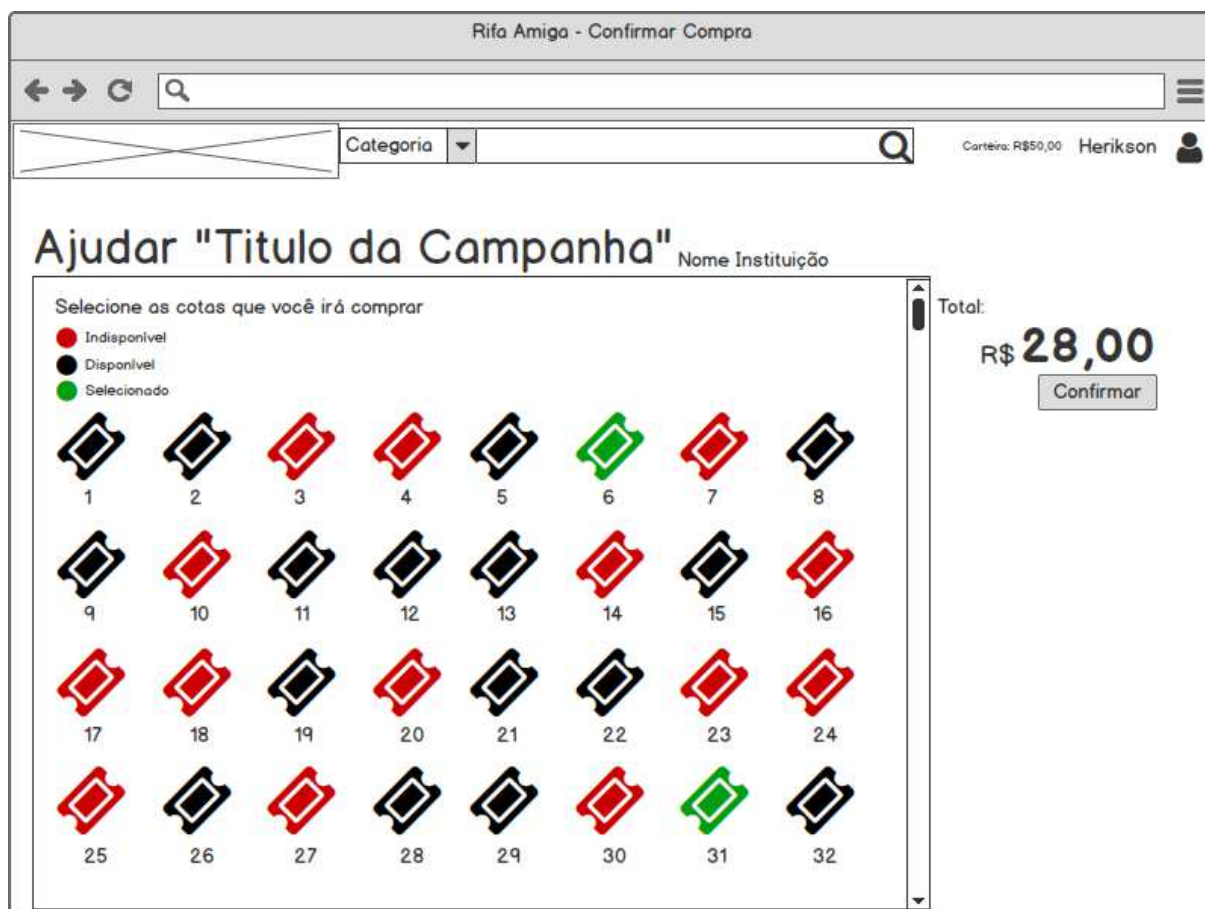 Rifa Amiga - Confirmar Compra
Categoria
Carteira: R$50,00 Herikson
Ajudar "Titulo da Campanha" Nome Instituição
Selecione as cotas que você irá comprar
Indisponível
Disponível
Selecionado
Total:
R$ 28,00
Confirmar
1 2 3 4 5 6 7 8
9 10 11 12 13 14 15 16
17 18 19 20 21 22 23 24
25 26 27 28 29 30 31 32